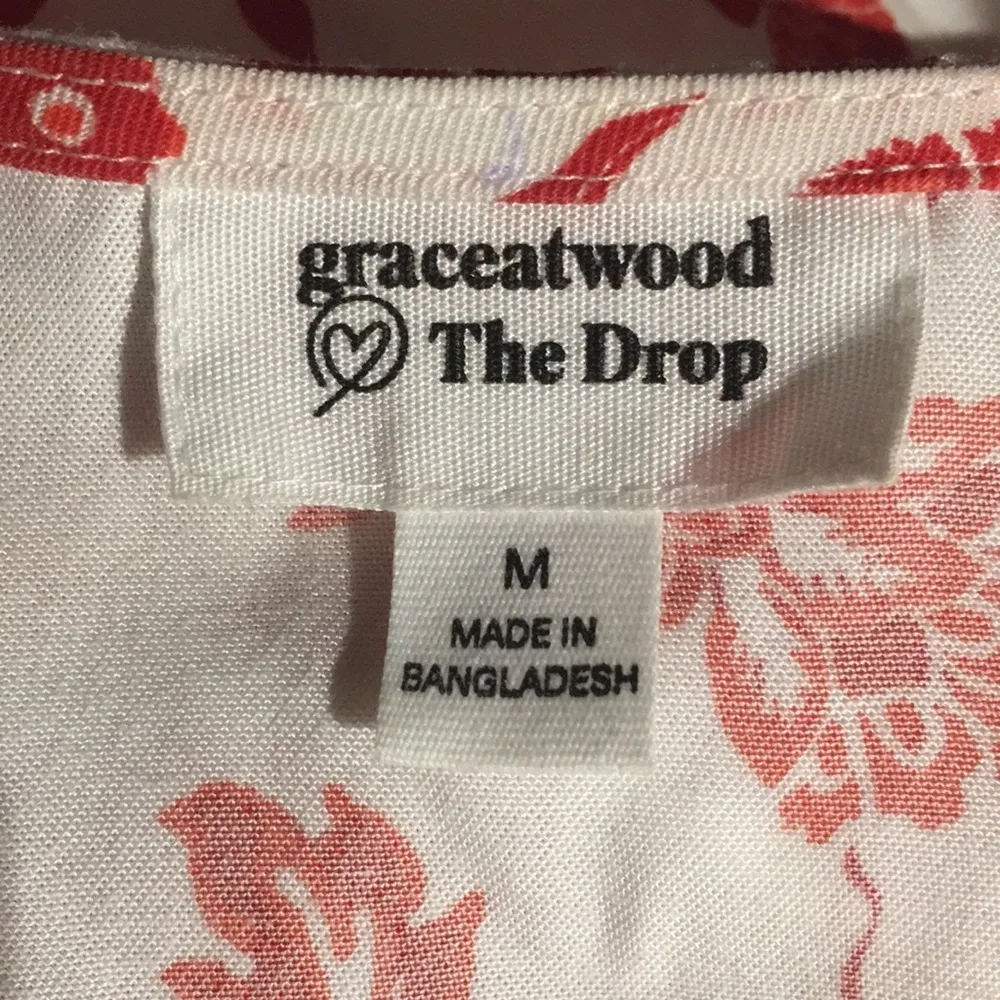 graceatwood
The Drop
M
MADE IN
BANGLADESH